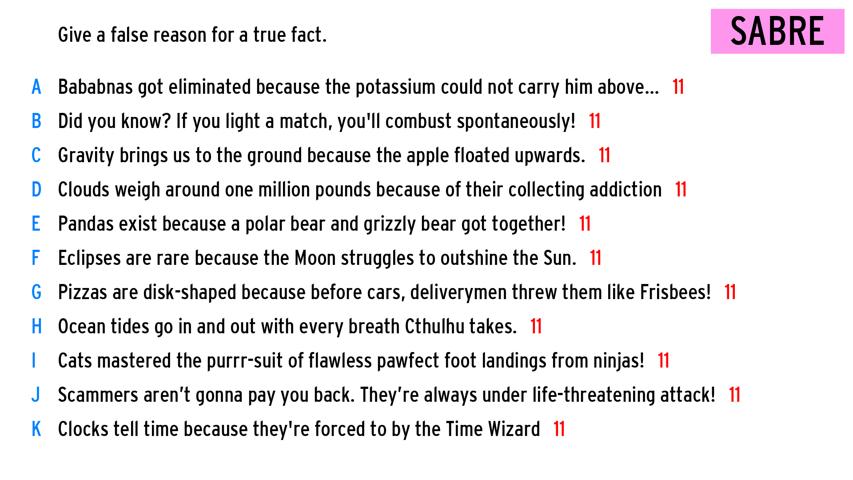 Give a false reason for a true fact.
SABRE
A Bababnas got eliminated because the potassium could not carry him above... 11
B Did you know? If you light a match, you'll combust spontaneously! 11
C Gravity brings us to the ground because the apple floated upwards. 11
D Clouds weigh around one million pounds because of their collecting addiction 11
E Pandas exist because a polar bear and grizzly bear got together! 11
F Eclipses are rare because the Moon struggles to outshine the Sun. 11
G Pizzas are disk-shaped because before cars, deliverymen threw them like Frisbees! 11
H Ocean tides go in and out with every breath Cthulhu takes. 11
I Cats mastered the purrr-suit of flawless pawfect foot landings from ninjas! 11
J Scammers aren’t gonna pay you back. They’re always under life-threatening attack! 11
K Clocks tell time because they're forced to by the Time Wizard 11